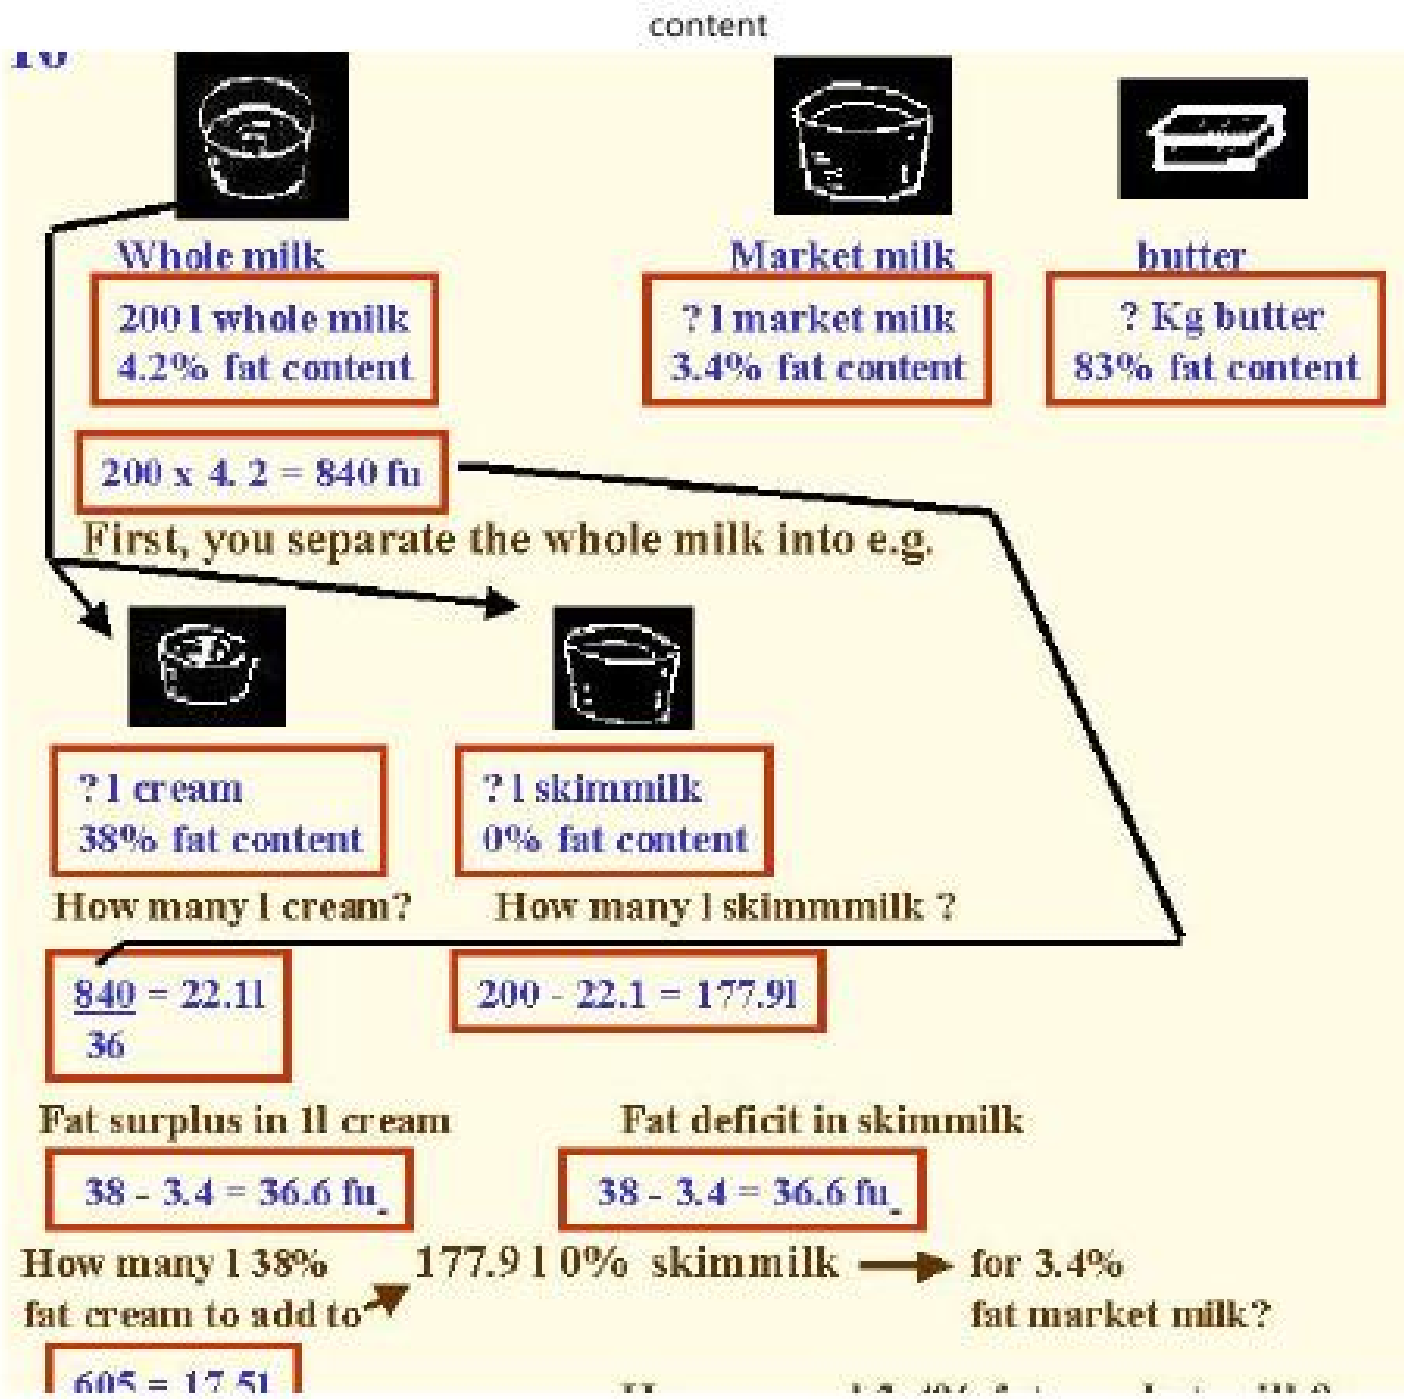 content
10
Whole milk
Market milk
butter
200 l whole milk
4.2% fat content
? l market milk
3.4% fat content
? Kg butter
83% fat content
200 x 4. 2 = 840 fu
First, you separate the whole milk into e.g.
? l cream
38% fat content
? l skimmilk
0% fat content
How many l cream?
How many l skimmmilk ?
840 = 22.1l
36
200 - 22.1 = 177.9l
Fat surplus in 1l cream
Fat deficit in skimmilk
38 - 3.4 = 36.6 fu
38 - 3.4 = 36.6 fu
How many l 38%
fat cream to add to
177.9 l 0% skimmilk
for 3.4%
fat market milk?
605 = 17.5l